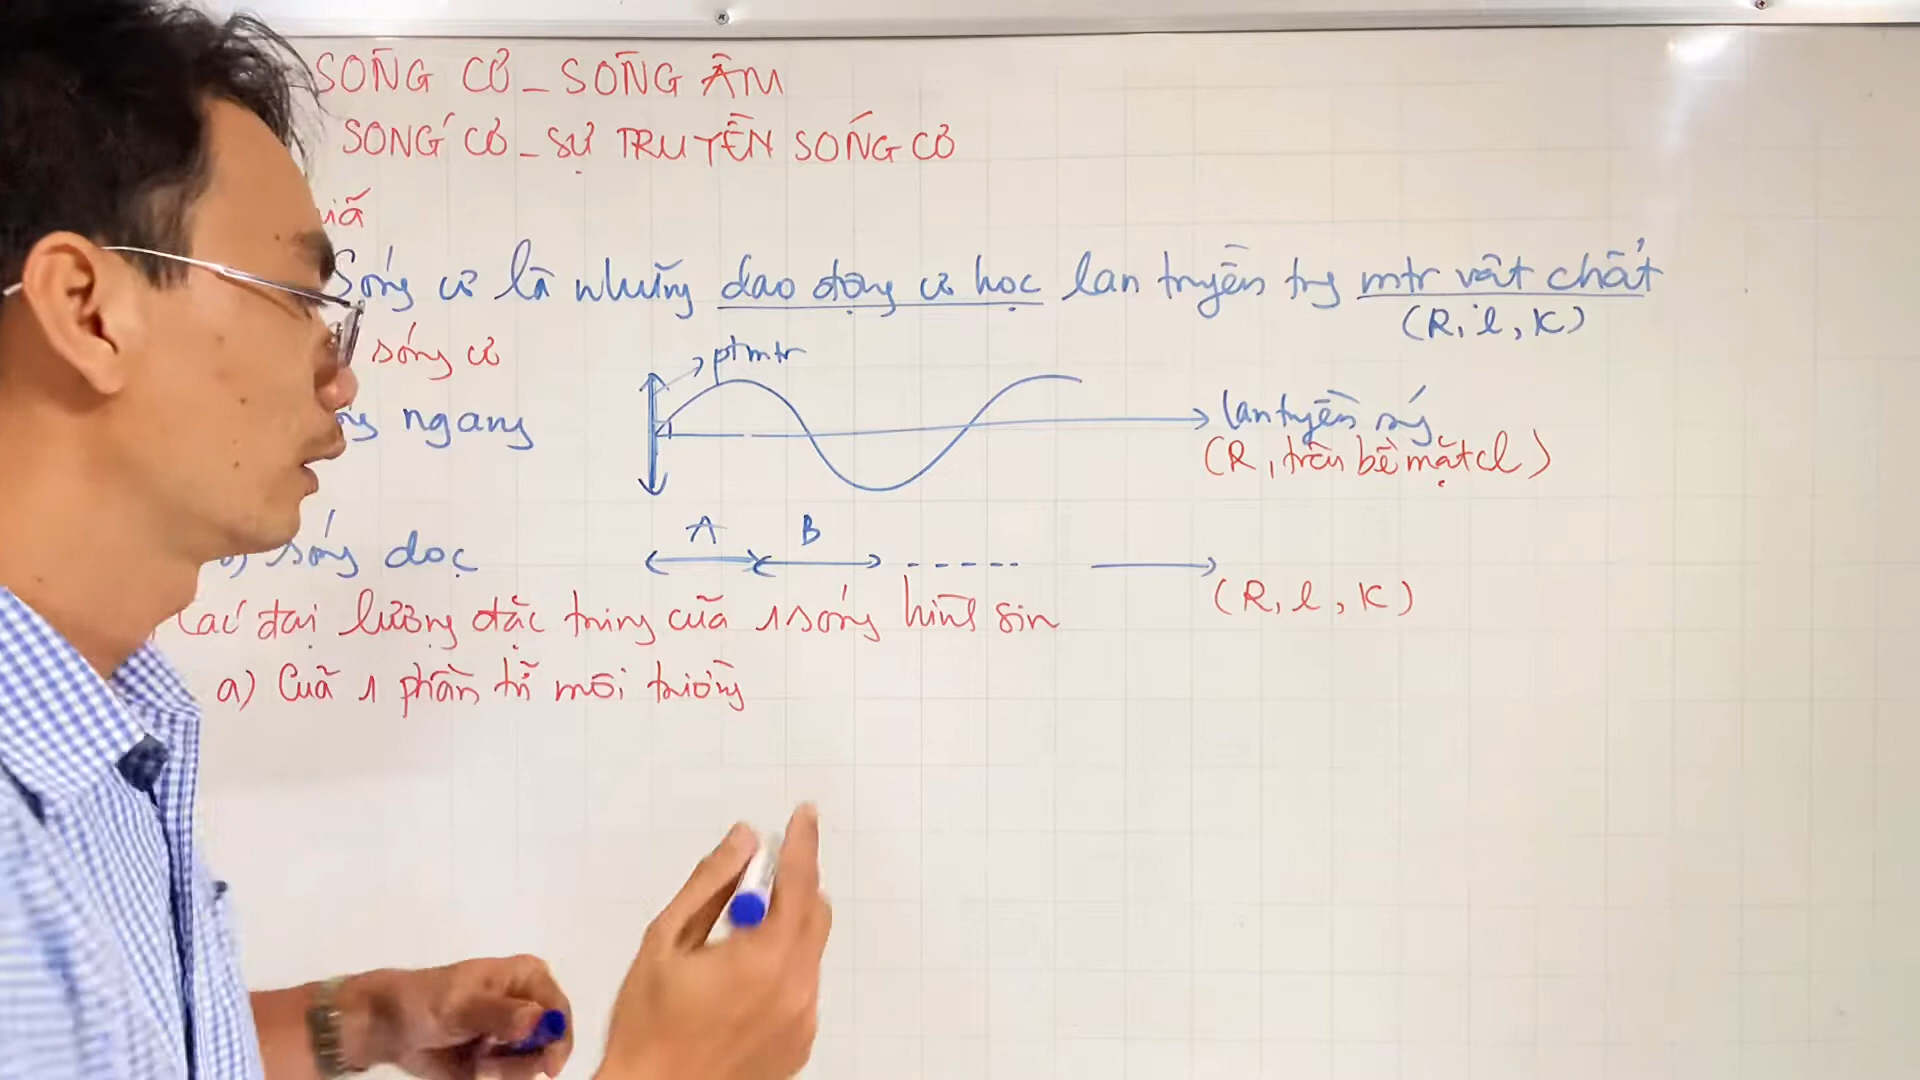 SÓNG CƠ – SÓNG ÂM
SÓNG CƠ – SỰ TRUYỀN SÓNG CƠ
Sóng cơ là những dao động cơ học lan truyền trg mtr vật chất
(R, l, K)
sóng cơ
ptmtr
ngang
lan truyền sóng
(R, trên bề mặt cl)
A B
b) sóng dọc
(R, l, K)
Các đại lượng đặc trưng của 1 sóng hình sin
a) Của 1 phần tử môi trường